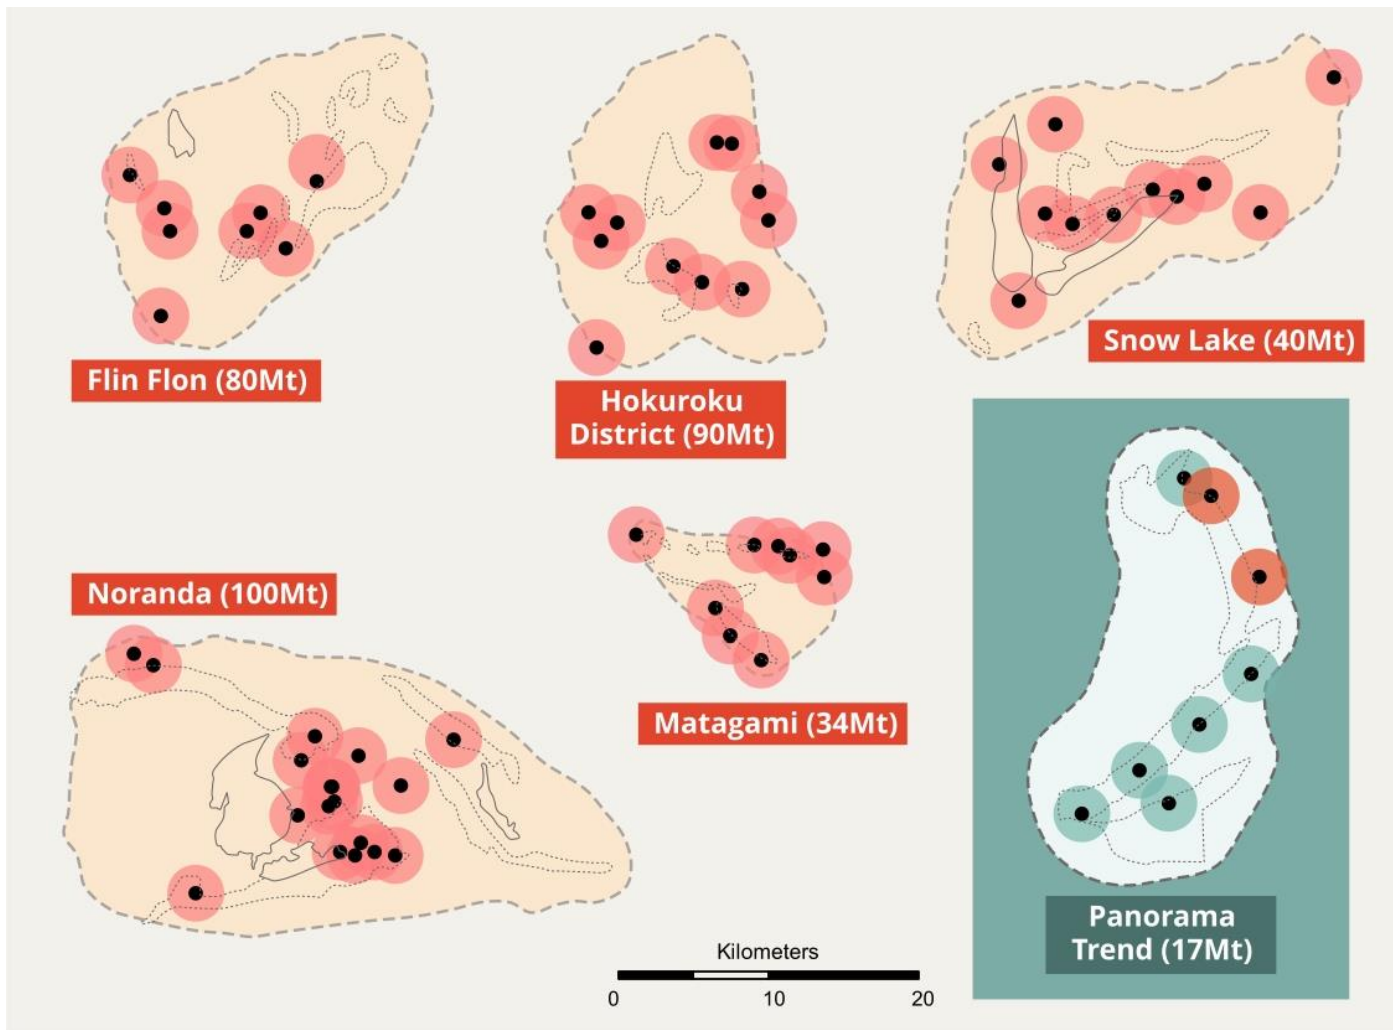 Flin Flon (80Mt)
Hokuroku
District (90Mt)
Snow Lake (40Mt)
Noranda (100Mt)
Matagami (34Mt)
Panorama
Trend (17Mt)
Kilometers
0 10 20